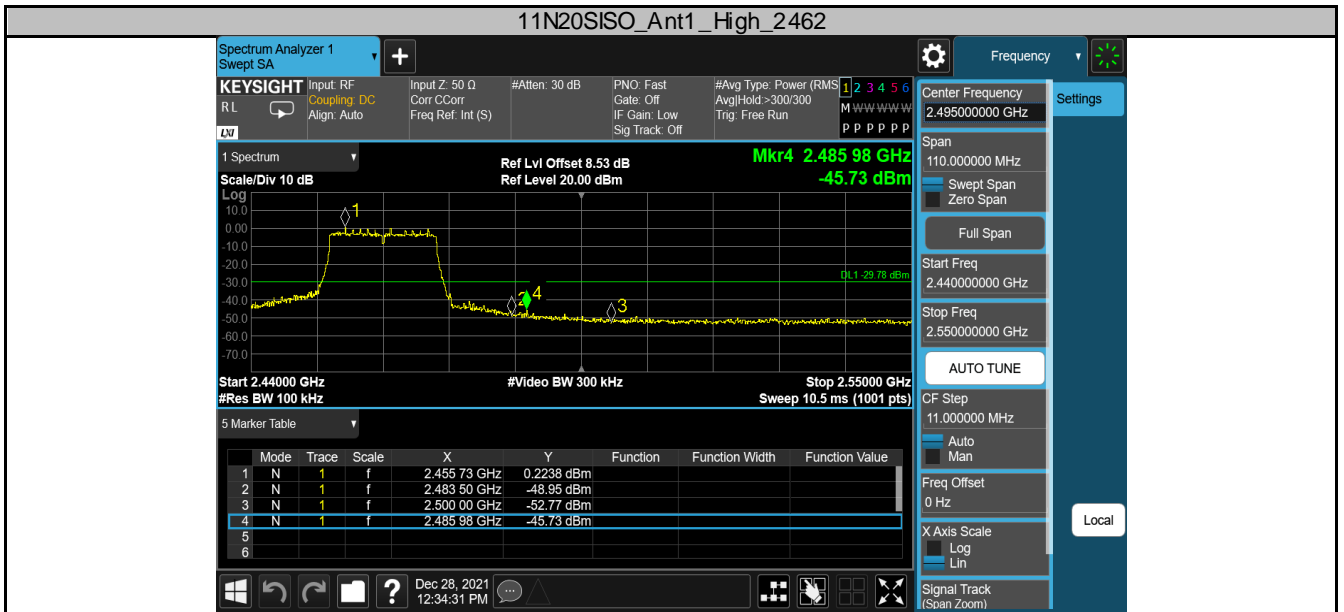 11N20SISO_Ant1_High_2462
Spectrum Analyzer 1
Swept SA
+
Frequency
KEYSIGHT
R L
LXI
Input: RF
Coupling: DC
Align: Auto
Input Z: 50 Ω
Corr CCorr
Freq Ref: Int (S)
#Atten: 30 dB
PNO: Fast
Gate: Off
IF Gain: Low
Sig Track: Off
#Avg Type: Power (RMS
Avg|Hold:>300/300
Trig: Free Run
1 2 3 4 5 6
M W W W W W
P P P P P P
1 Spectrum
Scale/Div 10 dB
Ref Lvl Offset 8.53 dB
Ref Level 20.00 dBm
Mkr4 2.485 98 GHz
-45.73 dBm
Log
10.0
0.00
-10.0
-20.0
-30.0
-40.0
-50.0
-60.0
-70.0
1
2
4
3
DL1 -29.78 dBm
Start 2.44000 GHz
#Res BW 100 kHz
#Video BW 300 kHz
Stop 2.55000 GHz
Sweep 10.5 ms (1001 pts)
5 Marker Table
Mode Trace Scale X Y Function Function Width Function Value
1 N 1 f 2.455 73 GHz 0.2238 dBm
2 N 1 f 2.483 50 GHz -48.95 dBm
3 N 1 f 2.500 00 GHz -52.77 dBm
4 N 1 f 2.485 98 GHz -45.73 dBm
5
6
?
Dec 28, 2021
12:34:31 PM
Center Frequency
2.495000000 GHz
Span
110.000000 MHz
Swept Span
Zero Span
Full Span
Start Freq
2.440000000 GHz
Stop Freq
2.550000000 GHz
AUTO TUNE
CF Step
11.000000 MHz
Auto
Man
Freq Offset
0 Hz
X Axis Scale
Log
Lin
Signal Track
(Span Zoom)
Settings
Local